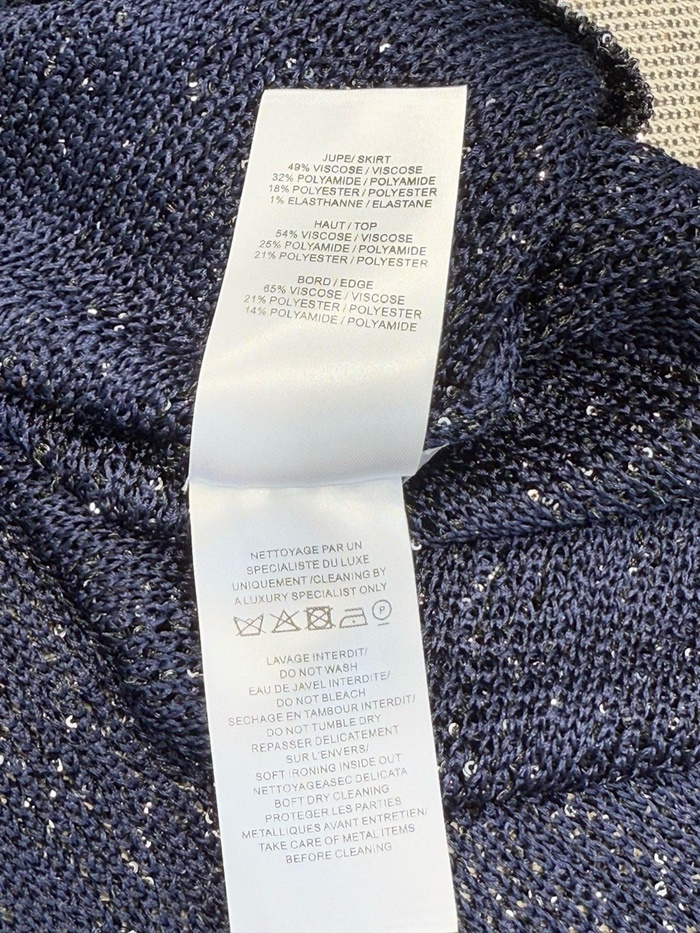 JUPE/ SKIRT
49% VISCOSE / VISCOSE
32% POLYAMIDE / POLYAMIDE
18% POLYESTER / POLYESTER
1% ELASTHANNE / ELASTANE
HAUT / TOP
54% VISCOSE / VISCOSE
25% POLYAMIDE / POLYAMIDE
21% POLYESTER / POLYESTER
BORD / EDGE
65% VISCOSE / VISCOSE
21% POLYESTER / POLYESTER
14% POLYAMIDE / POLYAMIDE
NETTOYAGE PAR UN
SPECIALISTE DU LUXE
UNIQUEMENT /CLEANING BY
A LUXURY SPECIALIST ONLY
P
LAVAGE INTERDIT/
DO NOT WASH
EAU DE JAVEL INTERDITE/
DO NOT BLEACH
SECHAGE EN TAMBOUR INTERDIT/
DO NOT TUMBLE DRY
REPASSER DELICATEMENT
SUR L'ENVERS/
SOFT IRONING INSIDE OUT
NETTOYAGEASEC DELICATA
BOFT DRY CLEANING
PROTEGER LES PARTIES
METALLIQUES AVANT ENTRETIEN/
TAKE CARE OF METAL ITEMS
BEFORE CLEANING